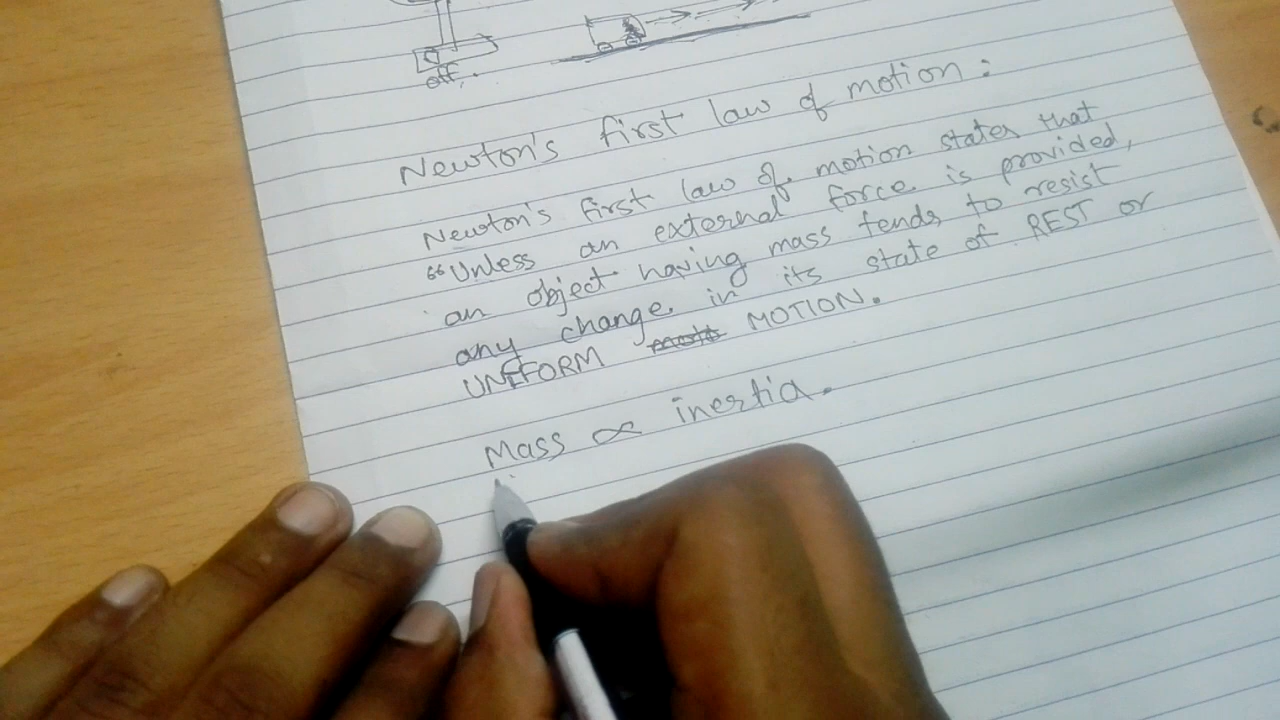 off.
Newton's first law of motion:
Newton's first law of motion states that
“Unless an external force is provided,
an object having mass tends to resist
any change in its state of REST or
UNIFORM MOTION.
Mass ∝ inertia.